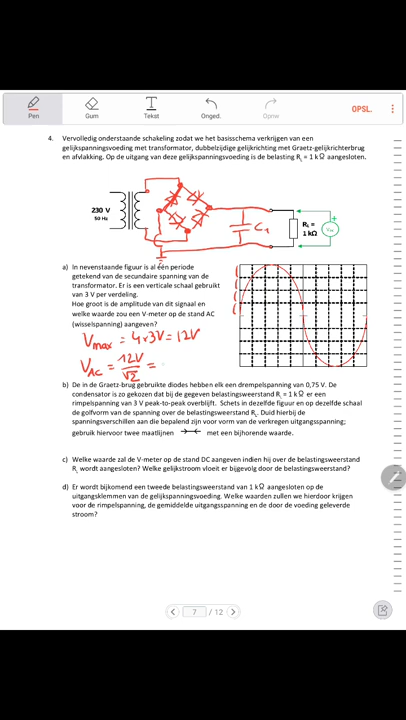 Pen
Gum
Tekst
Onged.
Opnw
OPSL.
4. Vervolledig onderstaande schakeling zodat we het basisschema verkrijgen van een
gelijkspanningsvoeding met transformator, dubbelzijdige gelijkrichting met Graetz-gelijkrichterbrug
en afvlakking. Op de uitgang van deze gelijkspanningsvoeding is de belasting RL = 1 kΩ aangesloten.
230 V
50 Hz
C1
RL =
1 kΩ
+
a) In nevenstaande figuur is al één periode
getekend van de secundaire spanning van de
transformator. Er is een verticale schaal gebruikt
van 3 V per verdeling.
Hoe groot is de amplitude van dit signaal en
welke waarde zou een V-meter op de stand AC
(wisselspanning) aangeven?
Vmax = 4x3V = 12V
VAC = 12V/√2 =
b) De in de Graetz-brug gebruikte diodes hebben elk een drempelspanning van 0,75 V. De
condensator is zo gekozen dat bij de gegeven belastingsweerstand RL = 1 kΩ er een
rimpelspanning van 3 V peak-to-peak overblijft. Schets in dezelfde figuur en op dezelfde schaal
de golfvorm van de spanning over de belastingsweerstand RL. Duid hierbij de
spanningsverschillen aan die bepalend zijn voor vorm van de verkregen uitgangsspanning;
gebruik hiervoor twee maatlijnen met een bijhorende waarde.
c) Welke waarde zal de V-meter op stand DC aangeven indien hij over de belastingsweerstand
RL wordt aangesloten? Welke gelijkstroom vloeit er bijgevolg door de belastingsweerstand?
d) Er wordt bijkomend een tweede belastingsweerstand van 1 kΩ aangesloten op de
uitgangsklemmen van de gelijkspanningsvoeding. Welke waarden zullen we hierdoor krijgen
voor de rimpelspanning, de gemiddelde uitgangsspanning en de door de voeding geleverde
stroom?
7 / 12